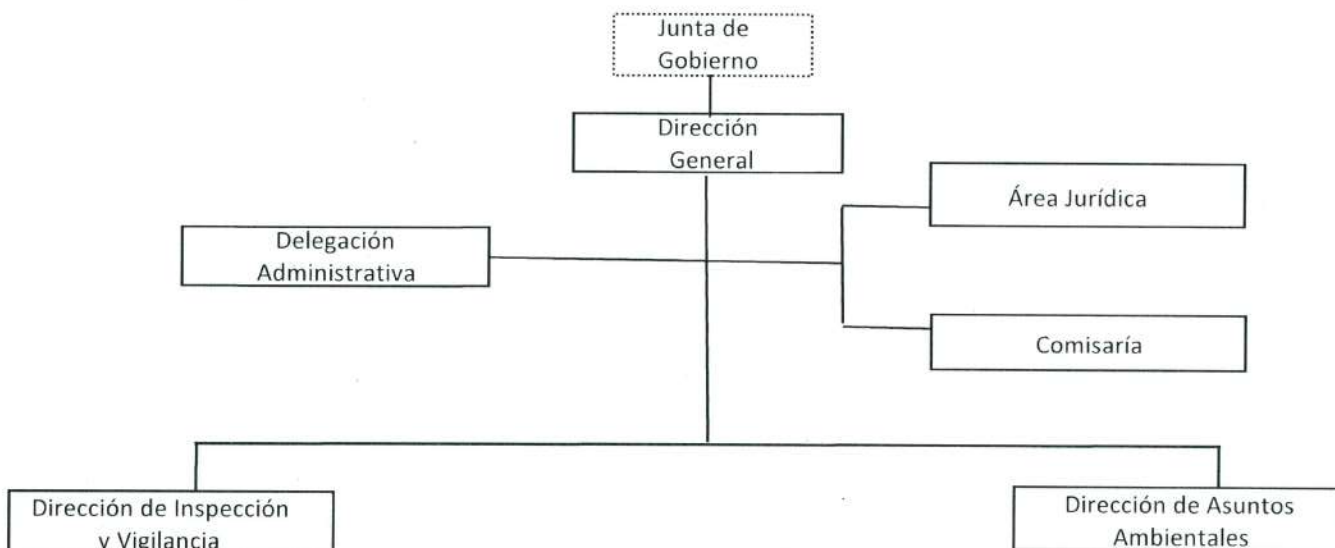 Junta de
Gobierno
Dirección
General
Área Jurídica
Delegación
Administrativa
Comisaría
Dirección de Inspección
y Vigilancia
Dirección de Asuntos
Ambientales